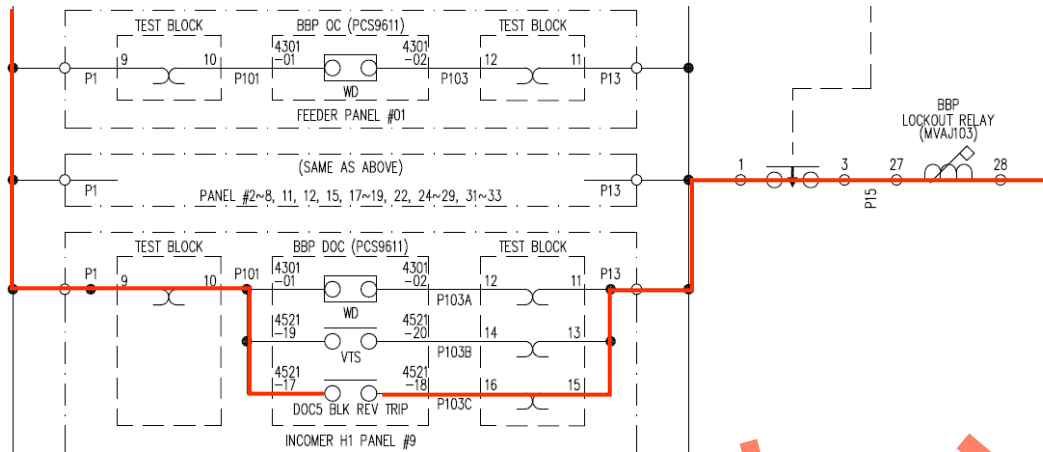 TEST BLOCK
BBP OC (PCS9611)
TEST BLOCK
9 10
4301
-01
4301
-02
12 11
P1 P101 P103 P13
WD
FEEDER PANEL #01
BBP
LOCKOUT RELAY
(MVAJ103)
1 3 27 28
P15
(SAME AS ABOVE)
P1 P13
PANEL #2~8, 11, 12, 15, 17~19, 22, 24~29, 31~33
TEST BLOCK
BBP DOC (PCS9611)
TEST BLOCK
P1 9 10 P101
4301
-01
4301
-02
12 11 P13
P103A
WD
4521
-19
4521
-20
14 13
P103B
VTS
4521
-17
4521
-18
16 15
P103C
DOC5 BLK REV TRIP
INCOMER H1 PANEL #9